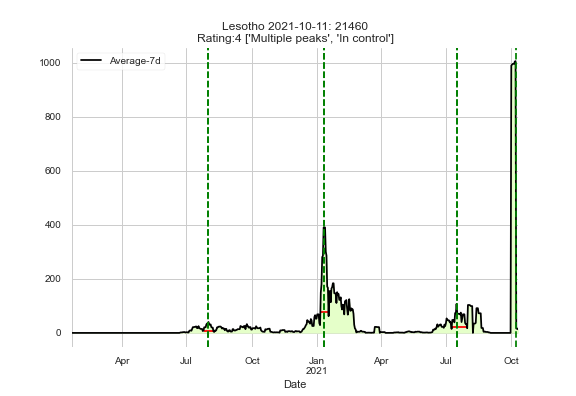 Lesotho 2021-10-11: 21460
Rating:4 ['Multiple peaks', 'In control']
Average-7d
1000
800
600
400
200
0
Apr Jul Oct Jan Apr Jul Oct
2021
Date